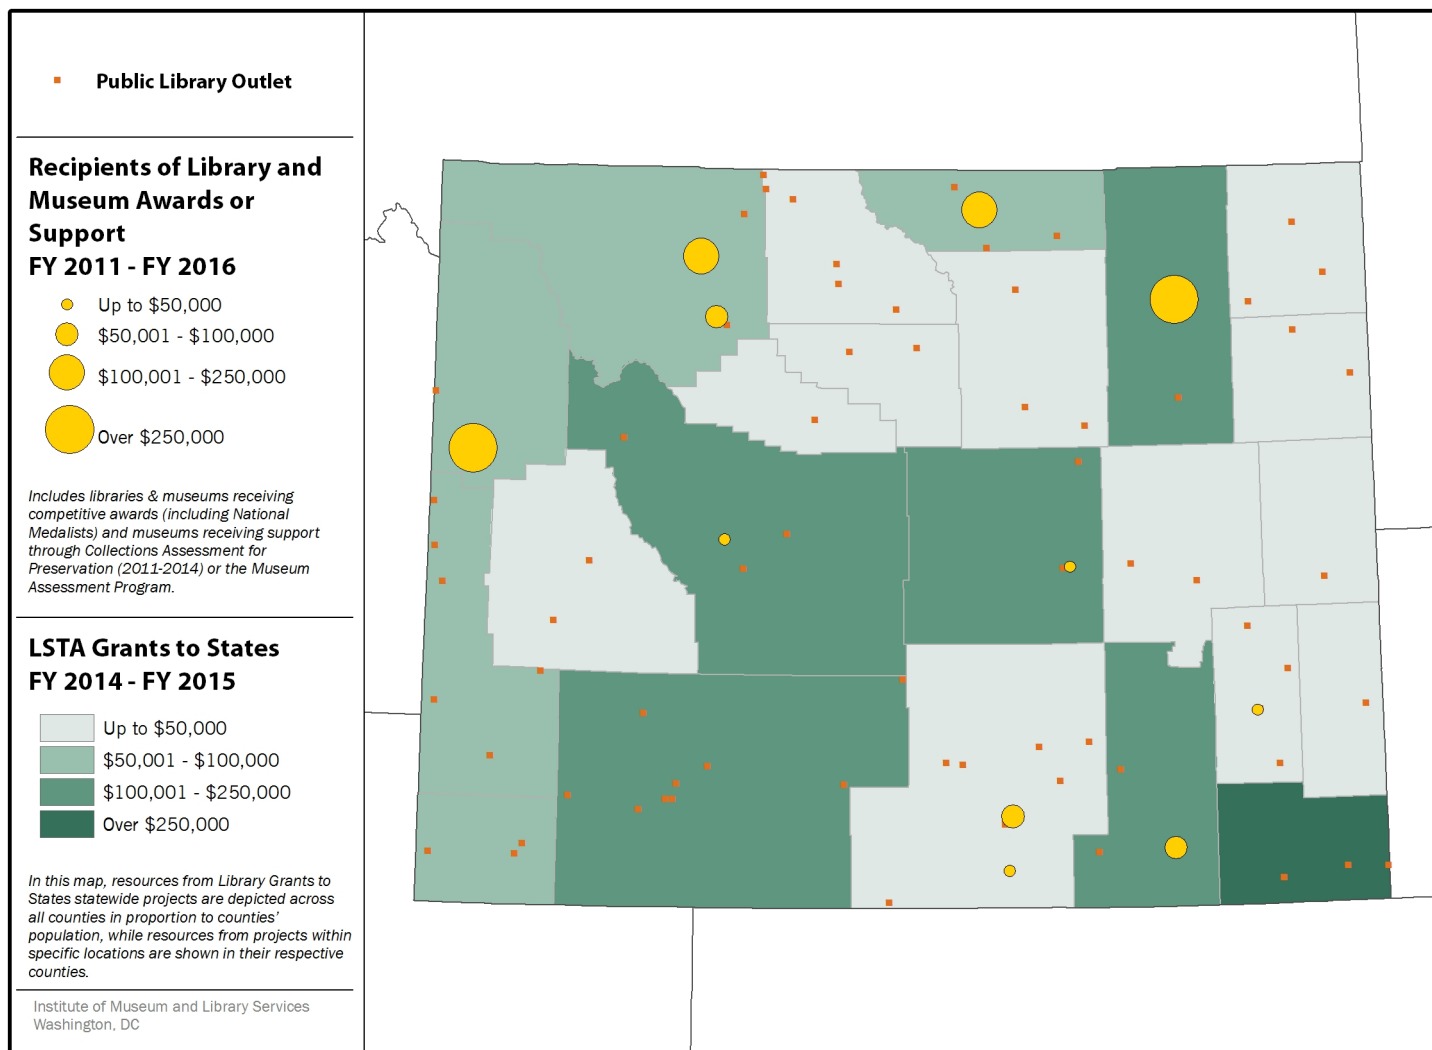 Public Library Outlet
Recipients of Library and
Museum Awards or
Support
FY 2011 - FY 2016
Up to $50,000
$50,001 - $100,000
$100,001 - $250,000
Over $250,000
Includes libraries & museums receiving
competitive awards (including National
Medalists) and museums receiving support
through Collections Assessment for
Preservation (2011-2014) or the Museum
Assessment Program.
LSTA Grants to States
FY 2014 - FY 2015
Up to $50,000
$50,001 - $100,000
$100,001 - $250,000
Over $250,000
In this map, resources from Library Grants to
States statewide projects are depicted across
all counties in proportion to counties'
population, while resources from projects within
specific locations are shown in their respective
counties.
Institute of Museum and Library Services
Washington, DC